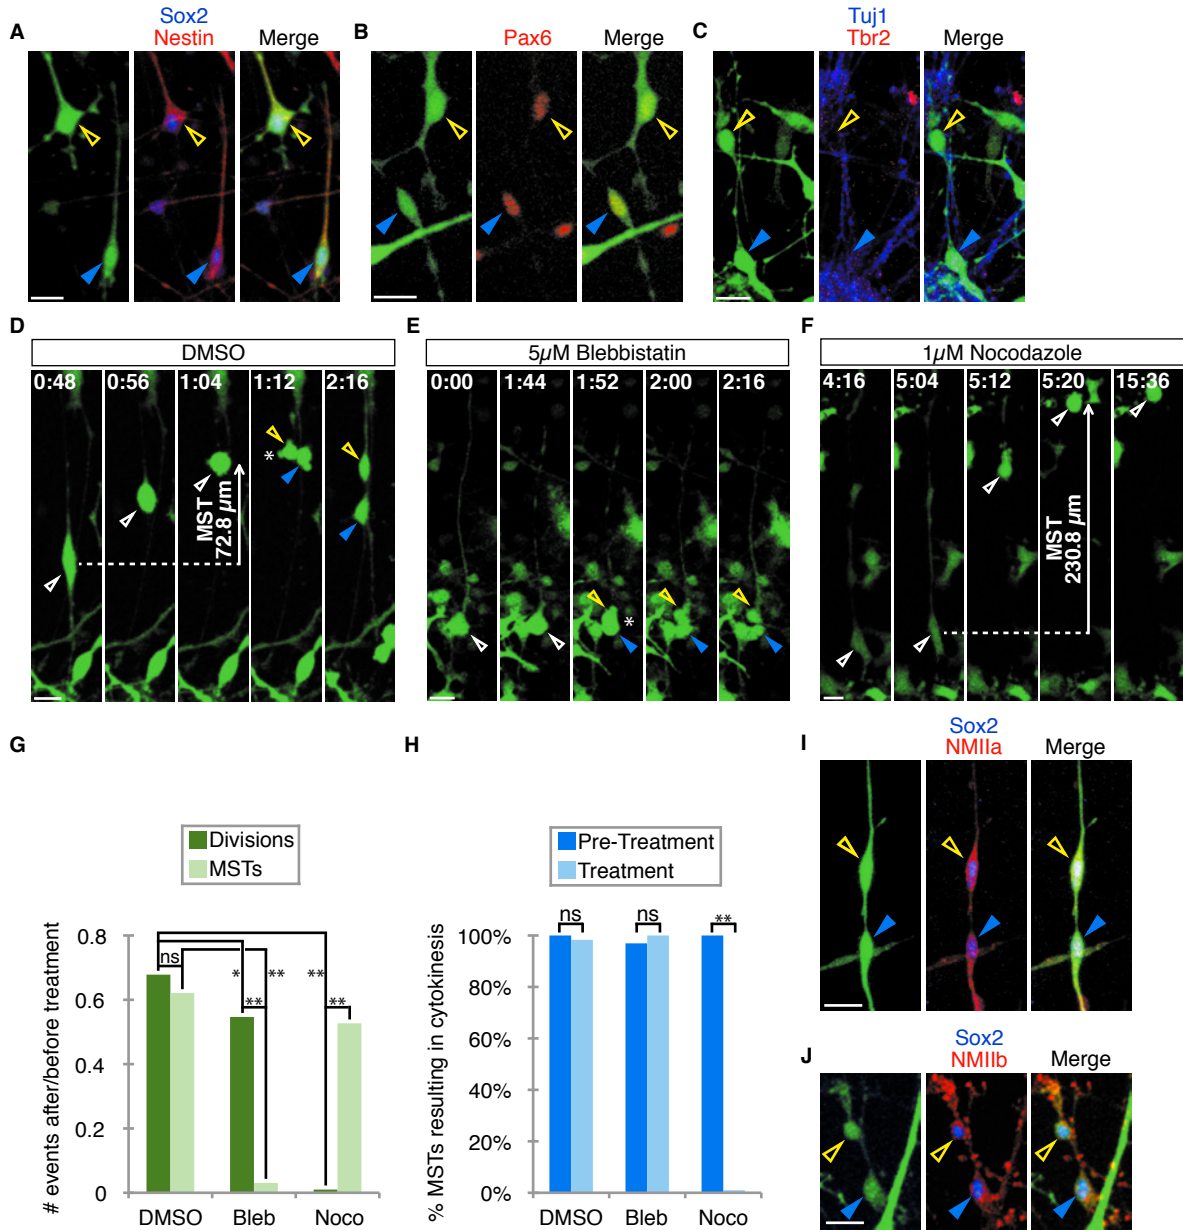 A
Sox2
Nestin
Merge
B
Pax6
Merge
C
Tuj1
Tbr2
Merge
D
DMSO
0:48
0:56
1:04
1:12
2:16
*
MST
72.8 µm
E
5µM Blebbistatin
0:00
1:44
1:52
2:00
2:16
*
F
1µM Nocodazole
4:16
5:04
5:12
5:20
15:36
MST
230.8 µm
G
Divisions
MSTs
# events after/before treatment
0.8
0.6
0.4
0.2
0
ns
*
**
**
**
**
DMSO
Bleb
Noco
H
Pre-Treatment
Treatment
% MSTs resulting in cytokinesis
100%
80%
60%
40%
20%
0%
ns
ns
**
DMSO
Bleb
Noco
I
Sox2
NMIIa
Merge
J
Sox2
NMIIb
Merge